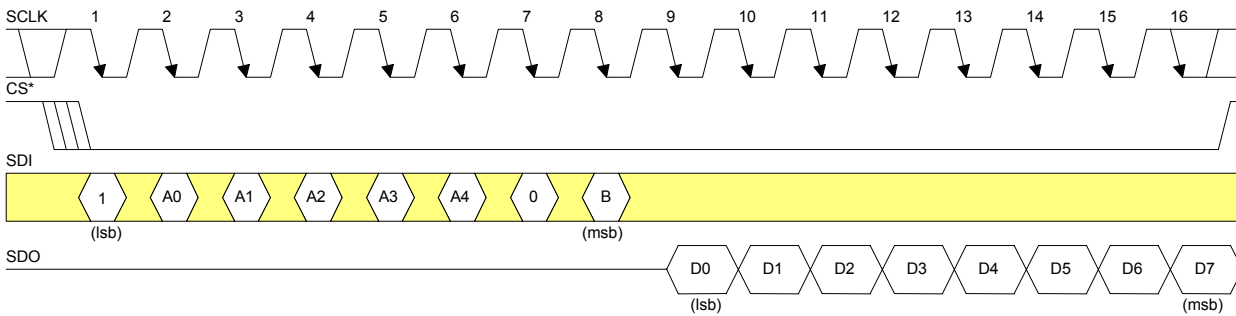 SCLK 1 2 3 4 5 6 7 8 9 10 11 12 13 14 15 16
CS*
SDI
1 A0 A1 A2 A3 A4 0 B
(lsb) (msb)
SDO
D0 D1 D2 D3 D4 D5 D6 D7
(lsb) (msb)